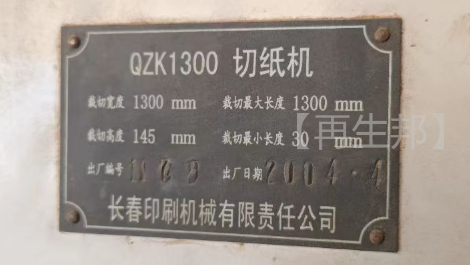 QZK1300 切纸机
裁切宽度 1300 mm 裁切最大长度 1300 mm
裁切高度 145 mm 裁切最小长度 30 mm
出厂编号 出厂日期 2004·4
长春印刷机械有限责任公司
【再生邦】